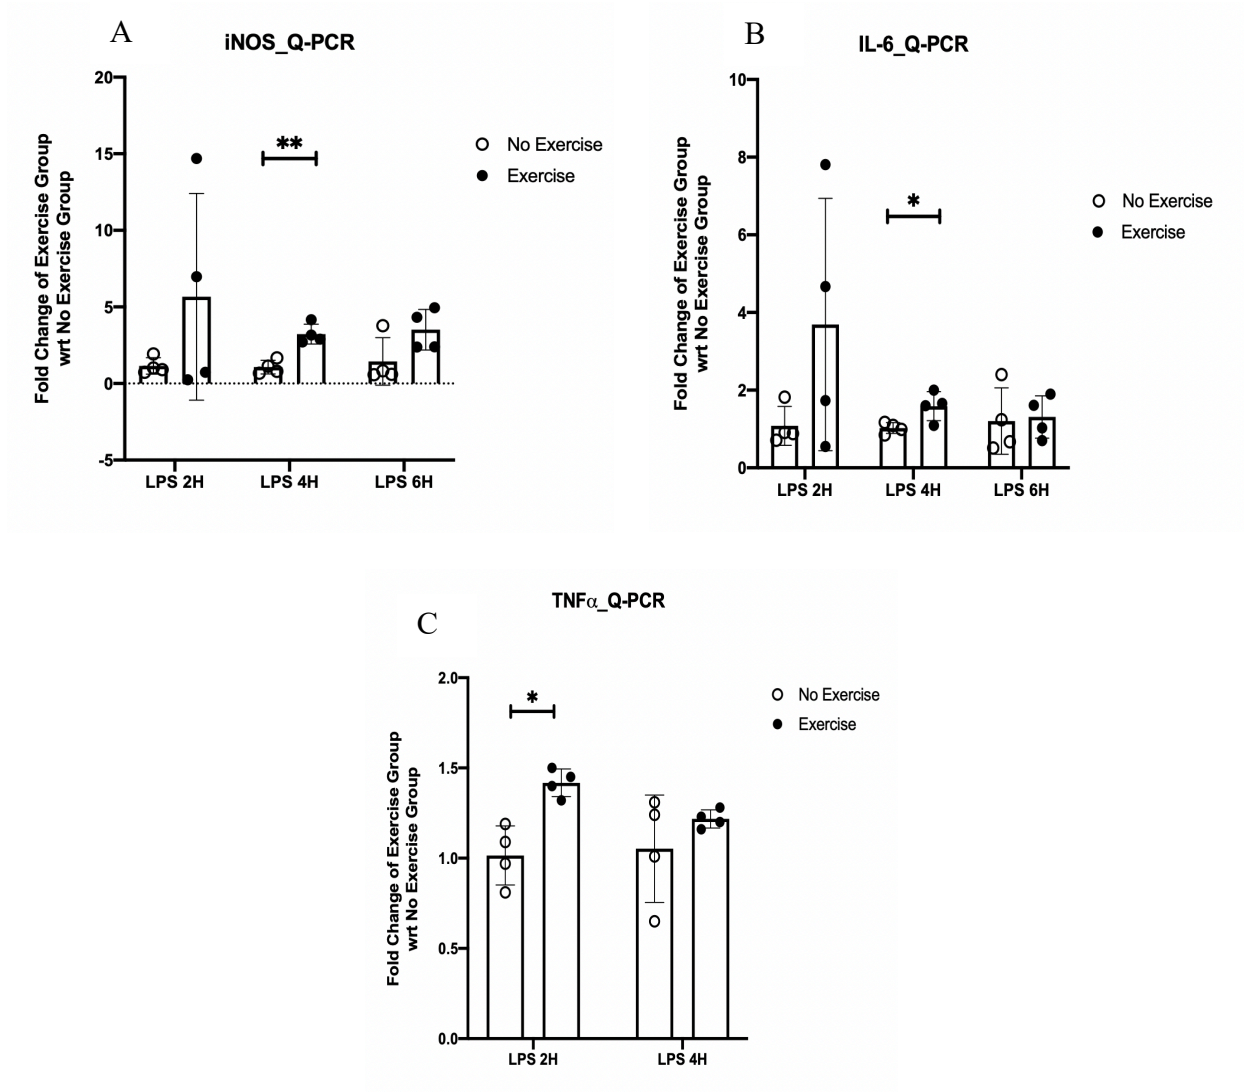 A
iNOS_Q-PCR
Fold Change of Exercise Group
wrt No Exercise Group
20
15
10
5
0
-5
**
No Exercise
Exercise
LPS 2H
LPS 4H
LPS 6H
B
IL-6_Q-PCR
Fold Change of Exercise Group
wrt No Exercise Group
10
8
6
4
2
0
*
No Exercise
Exercise
LPS 2H
LPS 4H
LPS 6H
C
TNFα_Q-PCR
Fold Change of Exercise Group
wrt No Exercise Group
2.0
1.5
1.0
0.5
0.0
*
No Exercise
Exercise
LPS 2H
LPS 4H